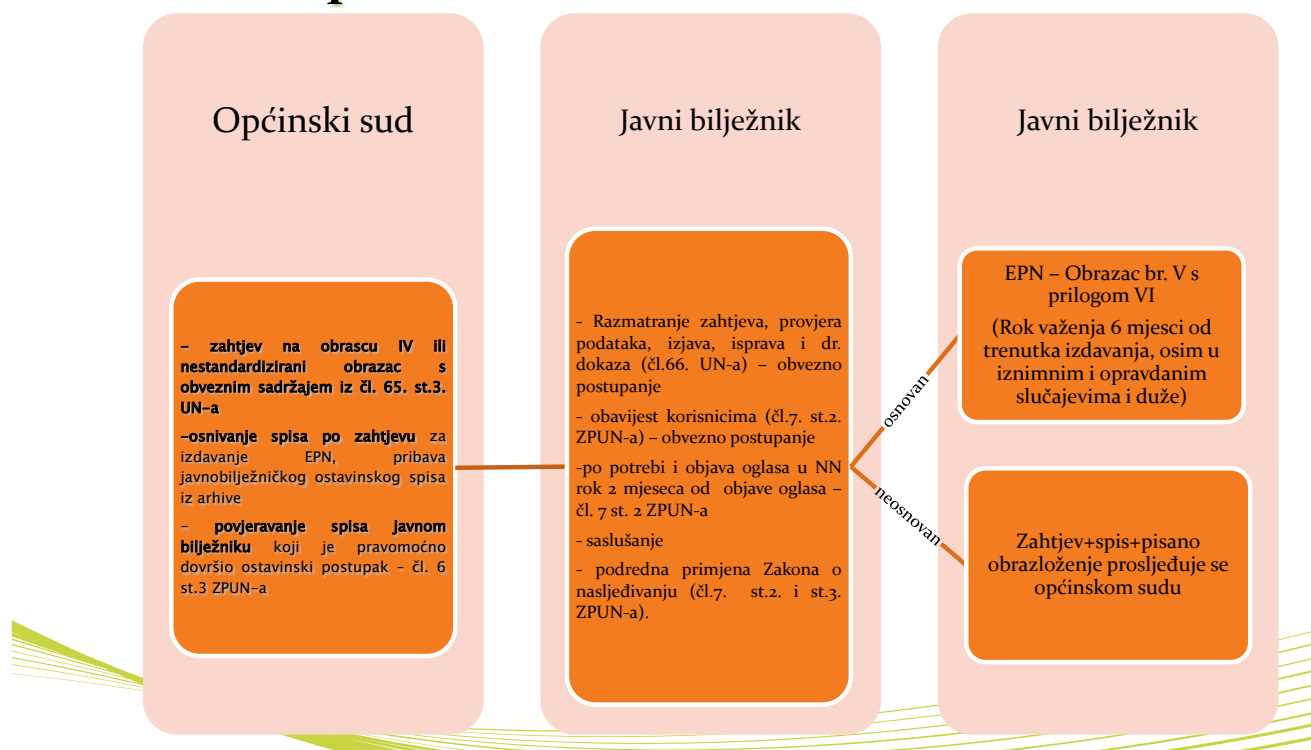 Općinski sud
– zahtjev na obrascu IV ili
nestandardizirani obrazac s
obveznim sadržajem iz čl. 65. st.3.
UN–a
–osnivanje spisa po zahtjevu za
izdavanje EPN, pribava
javnobilježničkog ostavinskog spisa
iz arhive
– povjeravanje spisa javnom
bilježniku koji je pravomoćno
dovršio ostavinski postupak – čl. 6
st.3 ZPUN–a
Javni bilježnik
- Razmatranje zahtjeva, provjera
podataka, izjava, isprava i dr.
dokaza (čl.66. UN-a) – obvezno
postupanje
- obavijest korisnicima (čl.7. st.2.
ZPUN-a) – obvezno postupanje
-po potrebi i objava oglasa u NN
rok 2 mjeseca od objave oglasa –
čl. 7 st. 2 ZPUN-a
- saslušanje
- podredna primjena Zakona o
nasljeđivanju (čl.7. st.2. i st.3.
ZPUN-a).
Javni bilježnik
osnovan
EPN – Obrazac br. V s
prilogom VI
(Rok važenja 6 mjesci od
trenutka izdavanja, osim u
iznimnim i opravdanim
slučajevima i duže)
neosnovan
Zahtjev+spis+pisano
obrazloženje prosljeđuje se
općinskom sudu